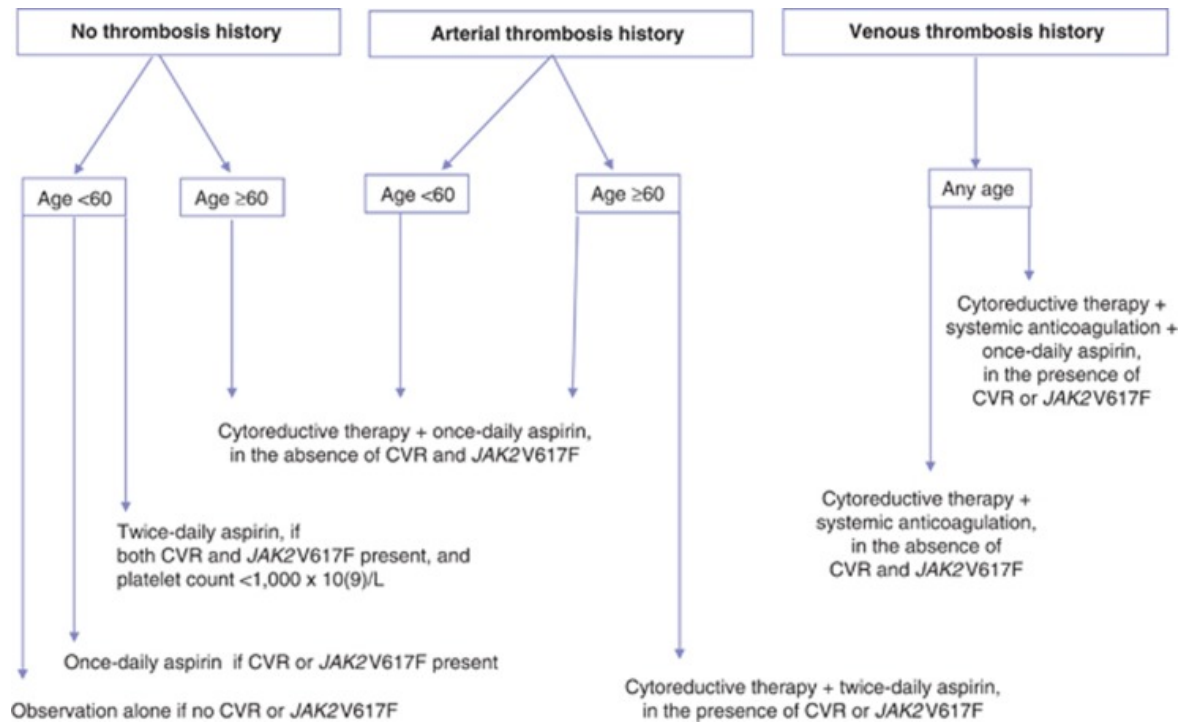 No thrombosis history
Arterial thrombosis history
Venous thrombosis history
Age <60
Age ≥60
Age <60
Age ≥60
Any age
Cytoreductive therapy +
systemic anticoagulation +
once-daily aspirin,
in the presence of
CVR or JAK2V617F
Cytoreductive therapy + once-daily aspirin,
in the absence of CVR and JAK2V617F
Cytoreductive therapy +
systemic anticoagulation,
in the absence of
CVR and JAK2V617F
Twice-daily aspirin, if
both CVR and JAK2V617F present, and
platelet count <1,000 x 10(9)/L
Once-daily aspirin if CVR or JAK2V617F present
Observation alone if no CVR or JAK2V617F
Cytoreductive therapy + twice-daily aspirin,
in the presence of CVR or JAK2V617F